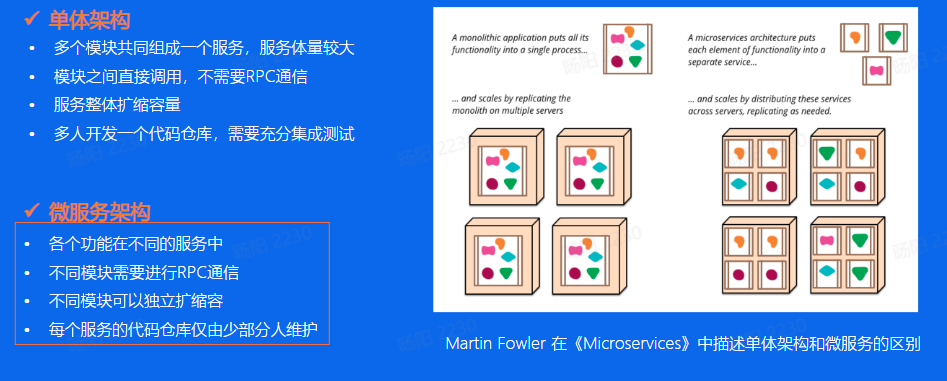 ✓ 单体架构
• 多个模块共同组成一个服务，服务体量较大
• 模块之间直接调用，不需要RPC通信
• 服务整体扩缩容量
• 多人开发一个代码仓库，需要充分集成测试
✓ 微服务架构
• 各个功能在不同的服务中
• 不同模块需要进行RPC通信
• 不同模块可以独立扩缩容
• 每个服务的代码仓库仅由少部分人维护
A monolithic application puts all its
functionality into a single process...
... and scales by replicating the
monolith on multiple servers
A microservices architecture puts
each element of functionality into a
separate service...
... and scales by distributing these services
across servers, replicating as needed.
Martin Fowler 在《Microservices》中描述单体架构和微服务的区别